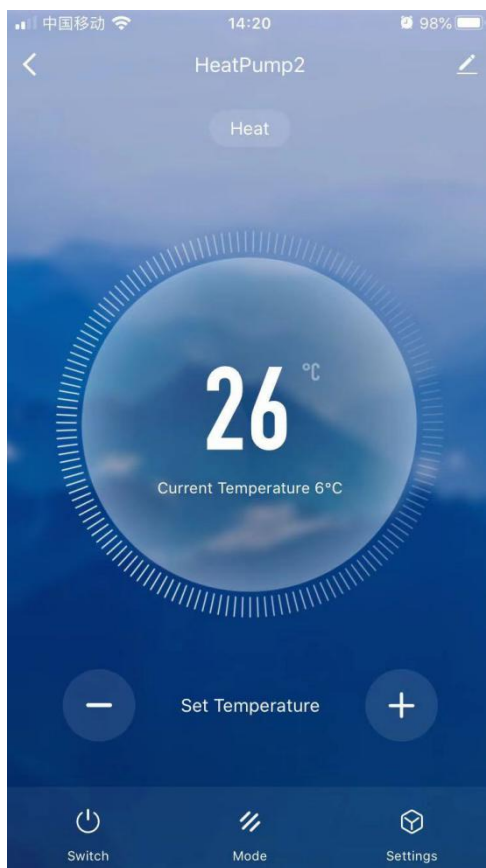 中国移动 14:20 98%
HeatPump2
Heat
26 °C
Current Temperature 6°C
Set Temperature
Switch Mode Settings